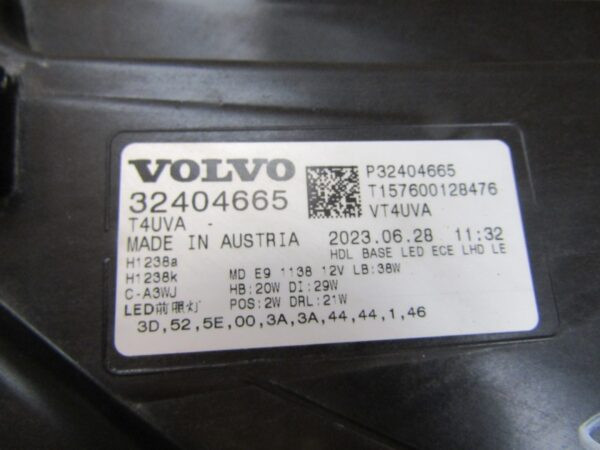 VOLVO
32404665
T4UVA
MADE IN AUSTRIA
P32404665
T157600128476
VT4UVA
2023.06.28 11:32
HDL BASE LED ECE LHD LE
H1238a
H1238k
C-A3WJ
LED前照灯
MD E9 1138 12V LB:38W
HB:20W DI:29W
POS:2W DRL:21W
3D,52,5E,00,3A,3A,44,44,1,46